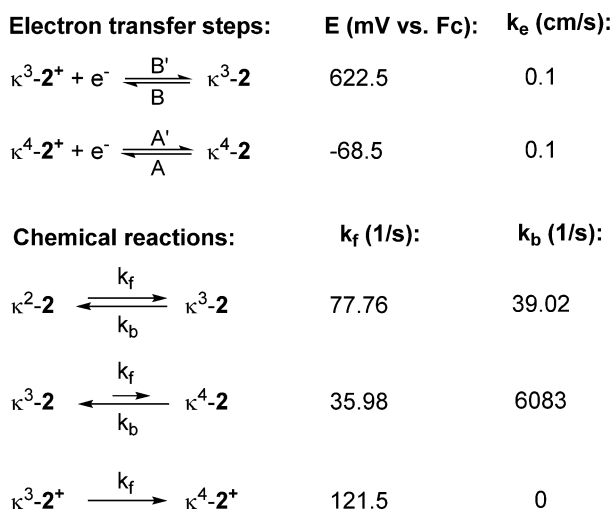 Electron transfer steps: E (mV vs. Fc): kₑ (cm/s):
κ³-2⁺ + e⁻ B' B κ³-2 622.5 0.1
κ⁴-2⁺ + e⁻ A' A κ⁴-2 -68.5 0.1
Chemical reactions: k_f (1/s): k_b (1/s):
κ²-2 k_f k_b κ³-2 77.76 39.02
κ³-2 k_f k_b κ⁴-2 35.98 6083
κ³-2⁺ k_f κ⁴-2⁺ 121.5 0